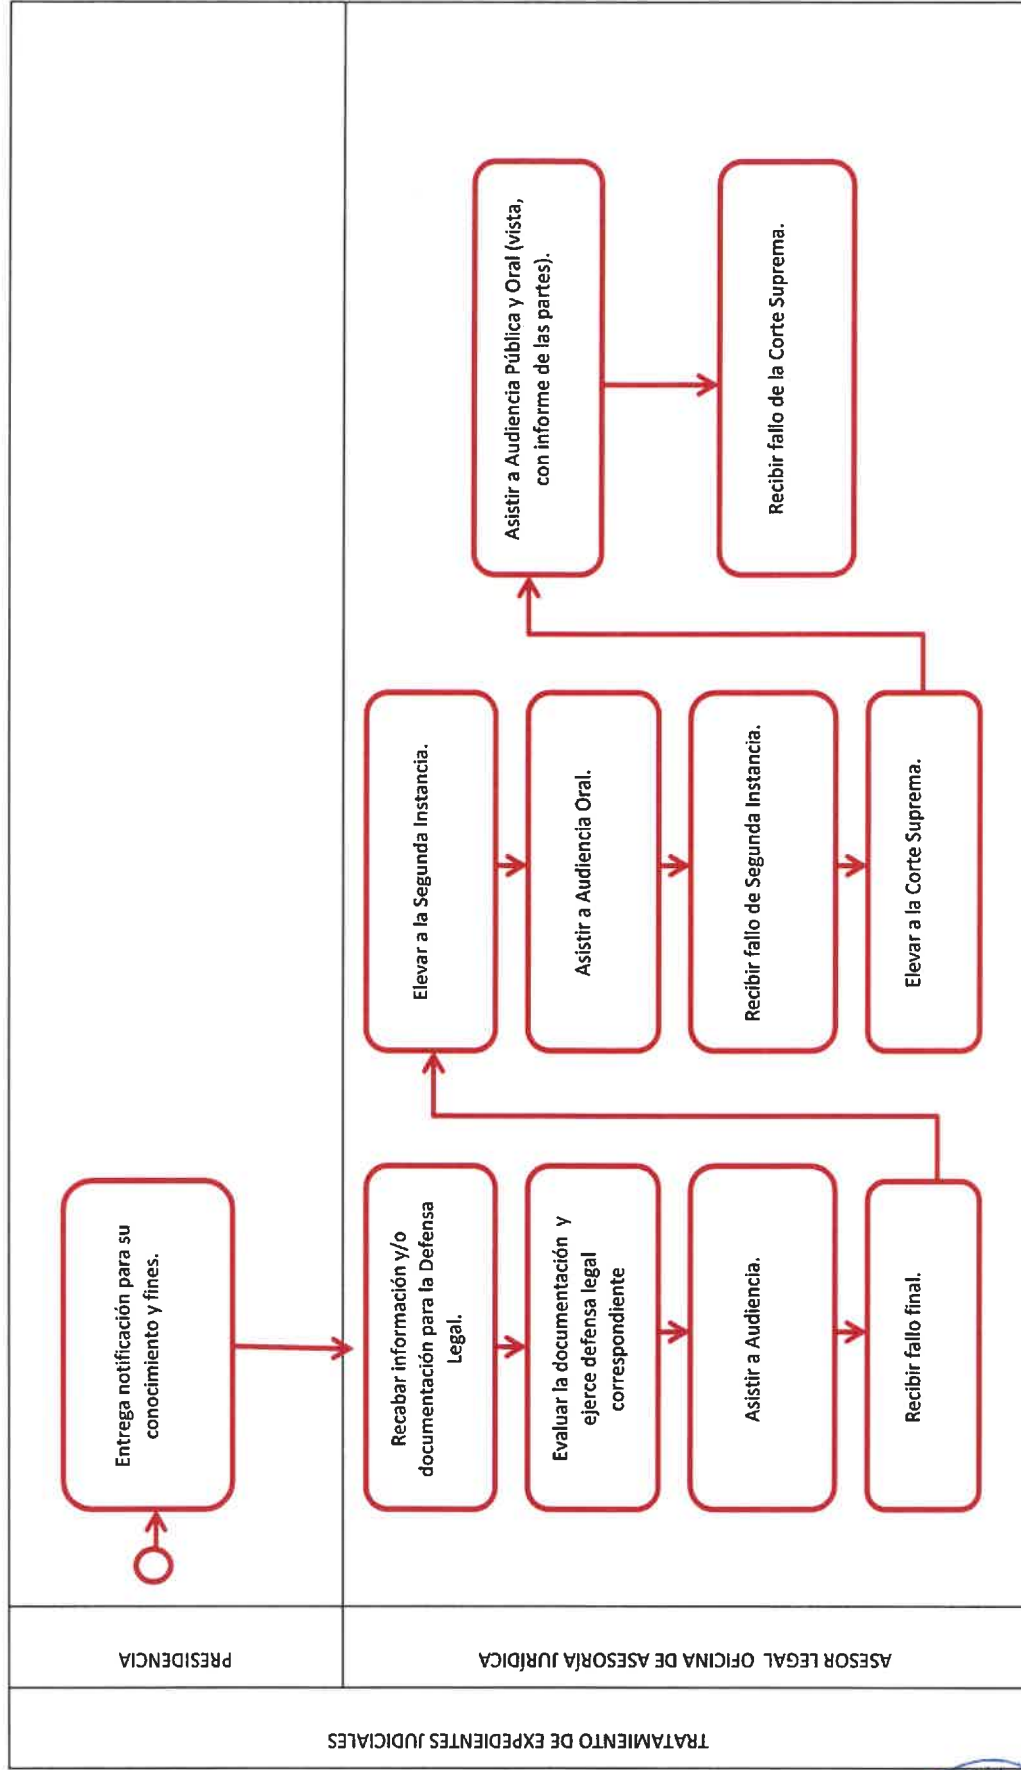 TRATAMIENTO DE EXPEDIENTES JUDICIALES
PRESIDENCIA
Entrega notificación para su
conocimiento y fines.
ASESOR LEGAL OFICINA DE ASESORÍA JURÍDICA
Recabar información y/o
documentación para la Defensa
Legal.
Evaluar la documentación y
ejerce defensa legal
correspondiente
Asistir a Audiencia.
Recibir fallo final.
Elevar a la Segunda Instancia.
Asistir a Audiencia Oral.
Recibir fallo de Segunda Instancia.
Elevar a la Corte Suprema.
Asistir a Audiencia Pública y Oral (vista,
con informe de las partes).
Recibir fallo de la Corte Suprema.